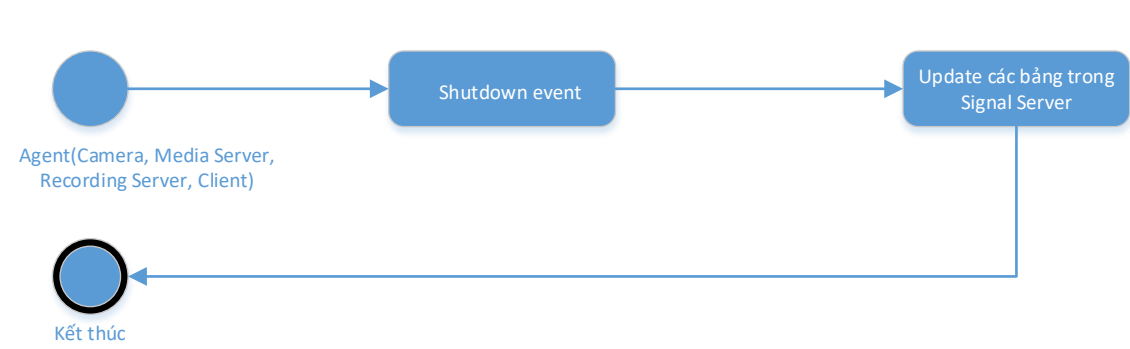 Shutdown event
Update các bảng trong
Signal Server
Agent(Camera, Media Server,
Recording Server, Client)
Kết thúc